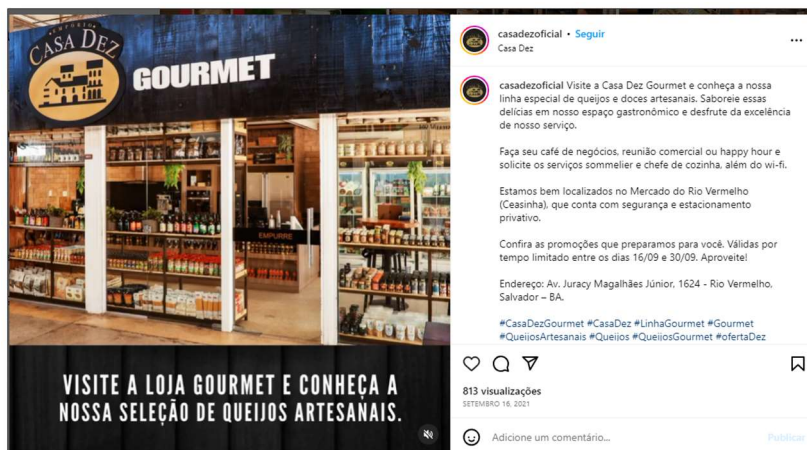 EMPÓRIO
CASA DEZ
GOURMET
EMPURRE
VISITE A LOJA GOURMET E CONHEÇA A
NOSSA SELEÇÃO DE QUEIJOS ARTESANAIS.
casadezoficial • Seguir
Casa Dez
casadezoficial Visite a Casa Dez Gourmet e conheça a nossa
linha especial de queijos e doces artesanais. Saboreie essas
delícias em nosso espaço gastronômico e desfrute da excelência
de nosso serviço.
Faça seu café de negócios, reunião comercial ou happy hour e
solicite os serviços sommelier e chefe de cozinha, além do wi-fi.
Estamos bem localizados no Mercado do Rio Vermelho
(Ceasinha), que conta com segurança e estacionamento
privativo.
Confira as promoções que preparamos para você. Válidas por
tempo limitado entre os dias 16/09 e 30/09. Aproveite!
Endereço: Av. Juracy Magalhães Júnior, 1624 - Rio Vermelho,
Salvador – BA.
#CasaDezGourmet #CasaDez #LinhaGourmet #Gourmet
#QueijosArtesanais #Queijos #QueijosGourmet #ofertaDez
813 visualizações
SETEMBRO 16, 2021
Adicione um comentário...
Publicar